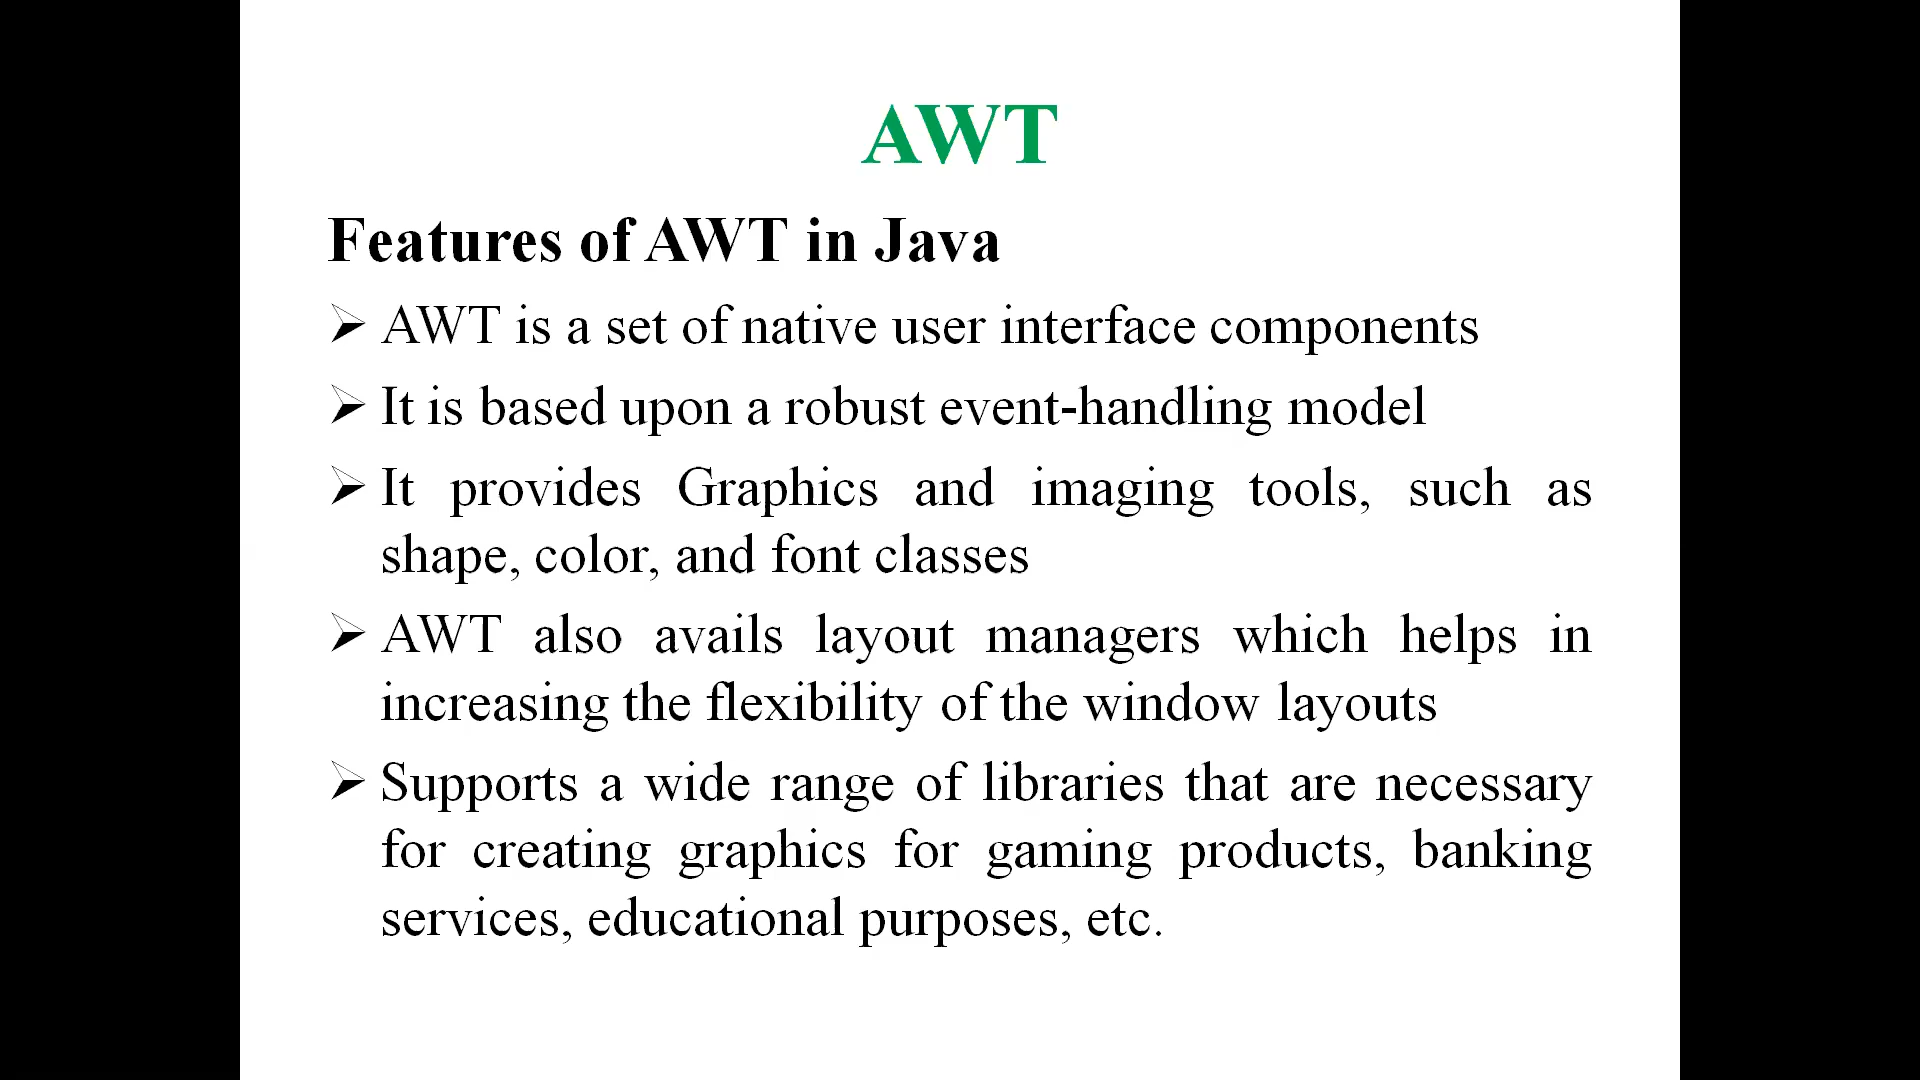 AWT
Features of AWT in Java
➢ AWT is a set of native user interface components
➢ It is based upon a robust event-handling model
➢ It provides Graphics and imaging tools, such as
shape, color, and font classes
➢ AWT also avails layout managers which helps in
increasing the flexibility of the window layouts
➢ Supports a wide range of libraries that are necessary
for creating graphics for gaming products, banking
services, educational purposes, etc.